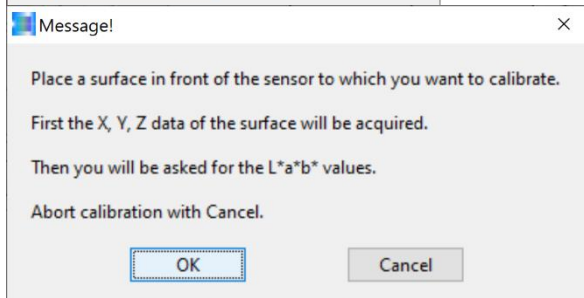 Message!
Place a surface in front of the sensor to which you want to calibrate.
First the X, Y, Z data of the surface will be acquired.
Then you will be asked for the L*a*b* values.
Abort calibration with Cancel.
OK
Cancel